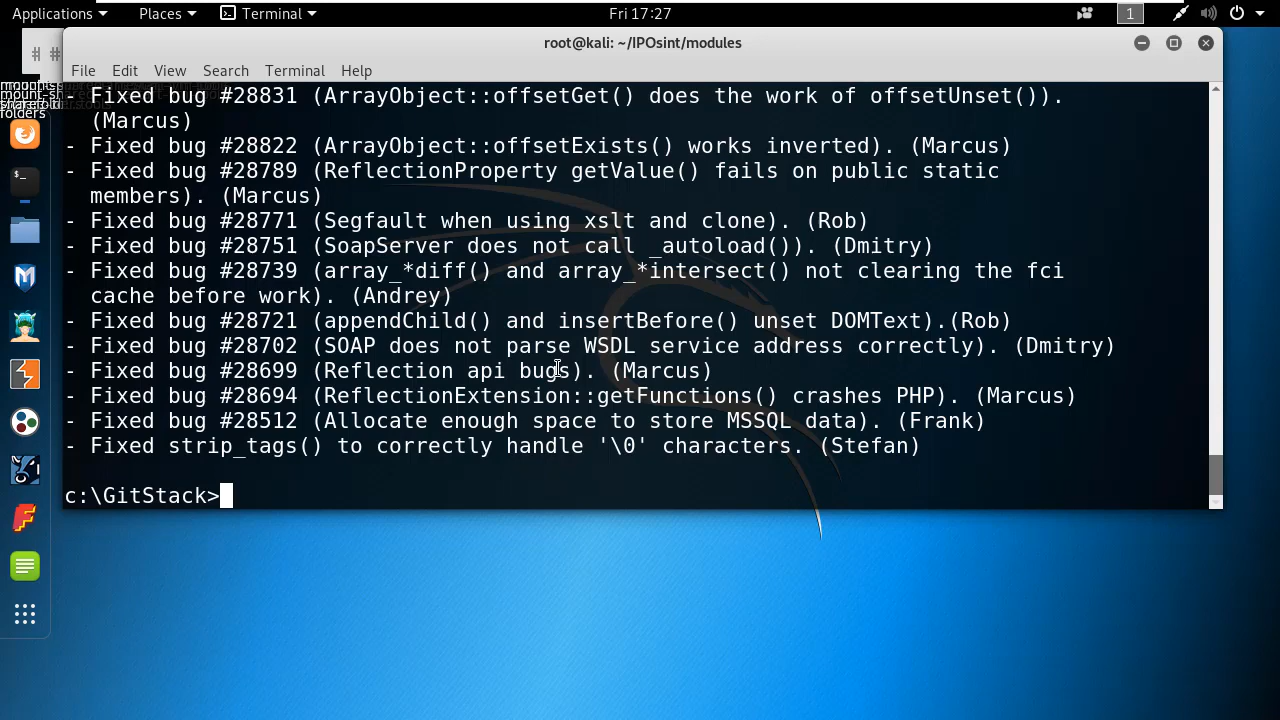 Applications Places Terminal Fri 17:27 1
root@kali: ~/IPOsint/modules
File Edit View Search Terminal Help
- Fixed bug #28831 (ArrayObject::offsetGet() does the work of offsetUnset()).
(Marcus)
- Fixed bug #28822 (ArrayObject::offsetExists() works inverted). (Marcus)
- Fixed bug #28789 (ReflectionProperty getValue() fails on public static
members). (Marcus)
- Fixed bug #28771 (Segfault when using xslt and clone). (Rob)
- Fixed bug #28751 (SoapServer does not call _autoload()). (Dmitry)
- Fixed bug #28739 (array_*diff() and array_*intersect() not clearing the fci
cache before work). (Andrey)
- Fixed bug #28721 (appendChild() and insertBefore() unset DOMText).(Rob)
- Fixed bug #28702 (SOAP does not parse WSDL service address correctly). (Dmitry)
- Fixed bug #28699 (Reflection api bugs). (Marcus)
- Fixed bug #28694 (ReflectionExtension::getFunctions() crashes PHP). (Marcus)
- Fixed bug #28512 (Allocate enough space to store MSSQL data). (Frank)
- Fixed strip_tags() to correctly handle '\0' characters. (Stefan)
c:\GitStack>
# #
folders